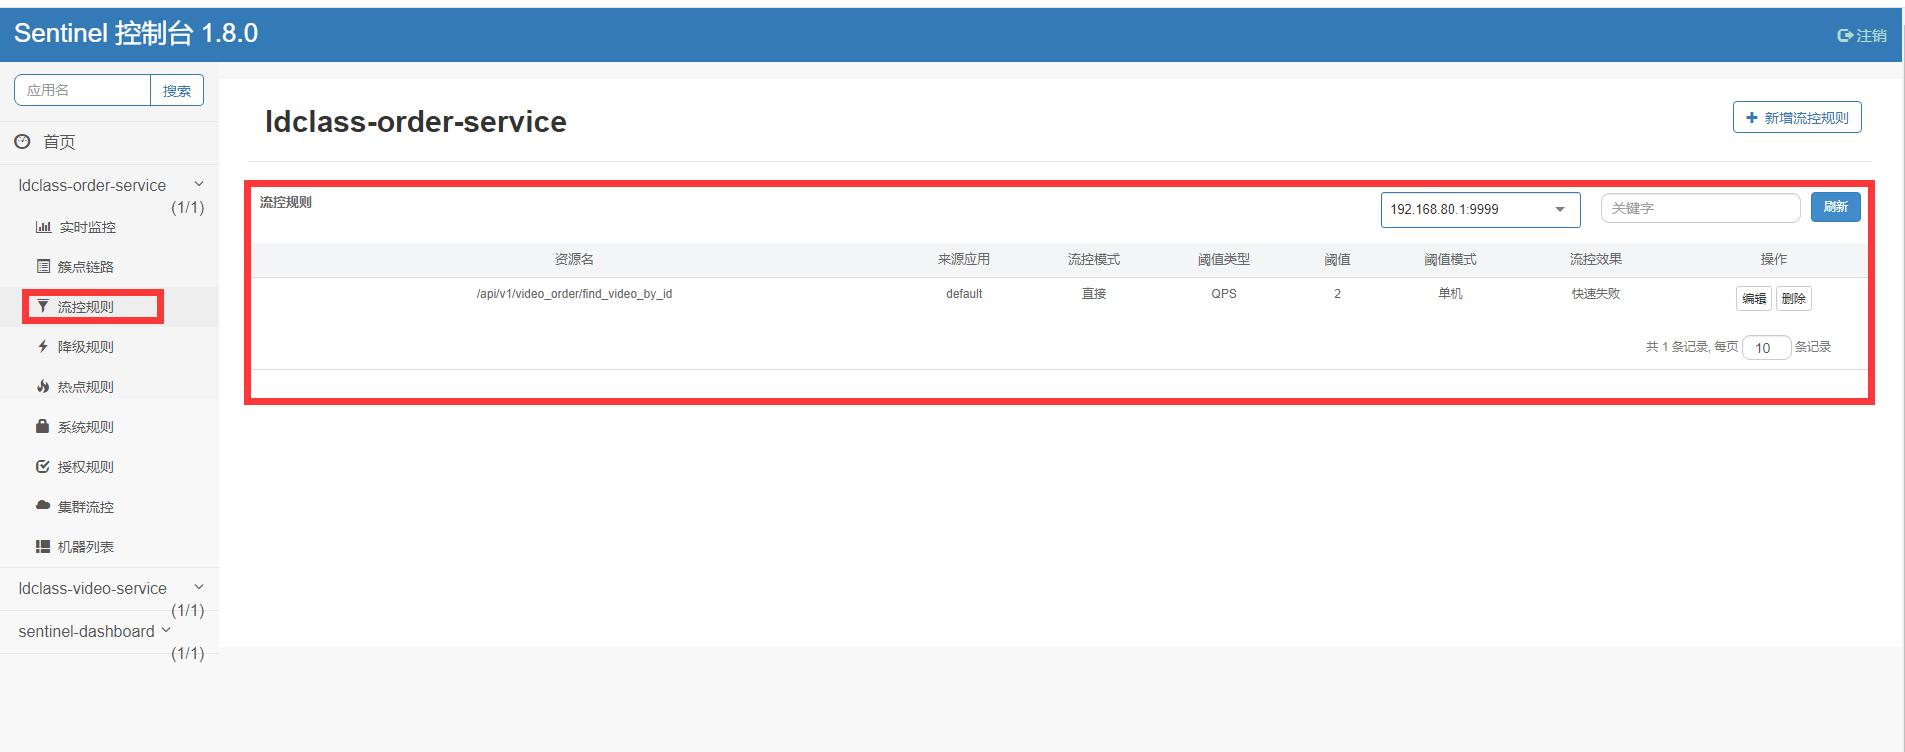 Sentinel 控制台 1.8.0
注销
应用名
搜索
首页
ldclass-order-service
(1/1)
实时监控
簇点链路
流控规则
降级规则
热点规则
系统规则
授权规则
集群流控
机器列表
ldclass-video-service
(1/1)
sentinel-dashboard
(1/1)
ldclass-order-service
新增流控规则
流控规则
192.168.80.1:9999
关键字
刷新
资源名 来源应用 流控模式 阈值类型 阈值 阈值模式 流控效果 操作
/api/v1/video_order/find_video_by_id default 直接 QPS 2 单机 快速失败 编辑 删除
共 1 条记录, 每页 10 条记录